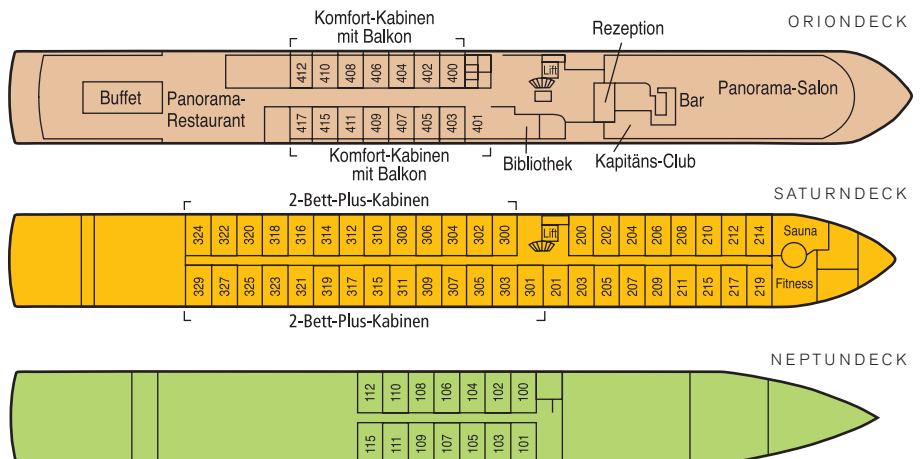 ORIONDECK
Komfort-Kabinen
mit Balkon
Rezeption
412 410 408 406 404 402 400
Lift
Buffet
Panorama-
Restaurant
Bar
Panorama-Salon
417 415 411 409 407 405 403 401
Komfort-Kabinen
mit Balkon
Bibliothek
Kapitäns-Club
SATURNDECK
2-Bett-Plus-Kabinen
324 322 320 318 316 314 312 310 308 306 304 302 300
Lift
200 202 204 206 208 210 212 214
Sauna
329 327 325 323 321 319 317 315 311 309 307 305 303 301 201 203 205 207 209 211 215 217 219
Fitness
2-Bett-Plus-Kabinen
NEPTUNDECK
112 110 108 106 104 102 100
115 111 109 107 105 103 101